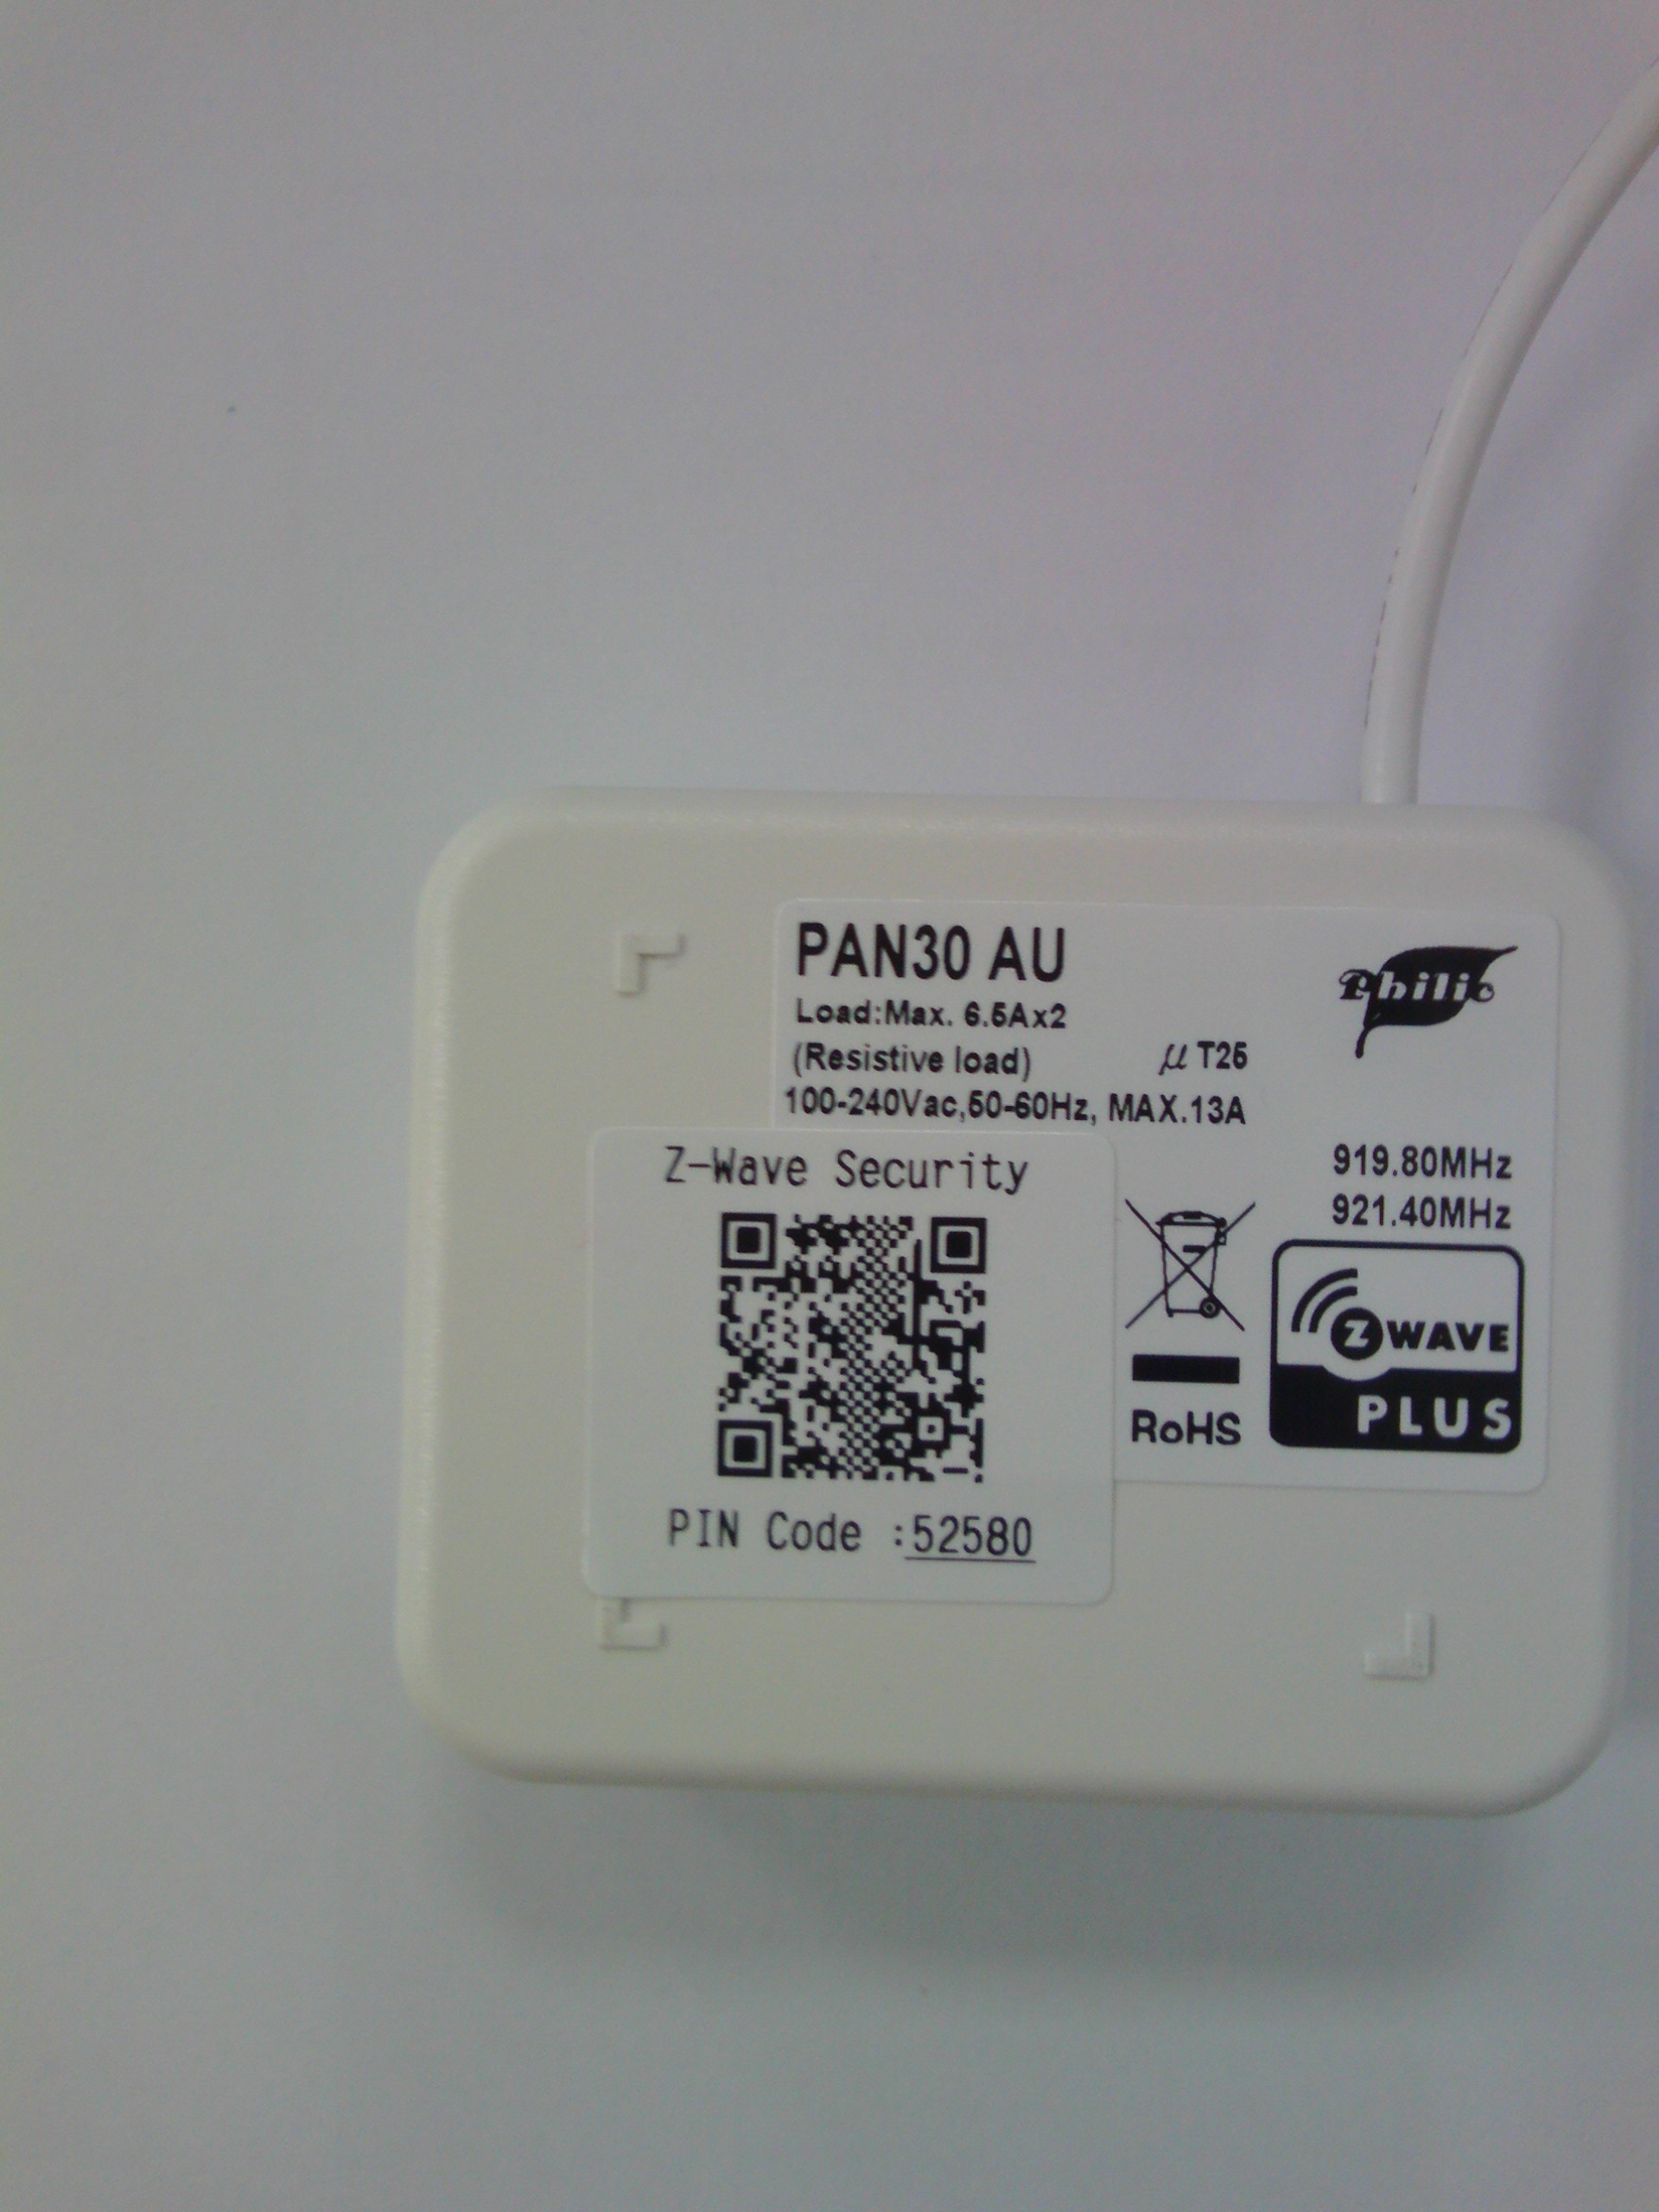 PAN30 AU
Philio
Load:Max. 6.5Ax2
(Resistive load) μ T25
100-240Vac,50-60Hz, MAX.13A
Z-Wave Security
919.80MHz
921.40MHz
Z WAVE
PLUS
RoHS
PIN Code :52580